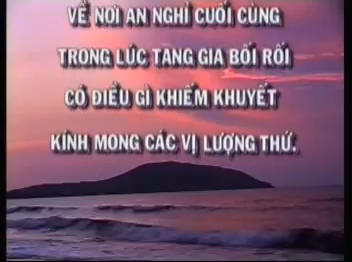 VỀ NƠI AN NGHỈ CUỐI CÙNG
TRONG LÚC TANG GIA BỐI RỐI
CÓ ĐIỀU GÌ KHIẾM KHUYẾT
KÍNH MONG CÁC VỊ LƯỢNG THỨ.